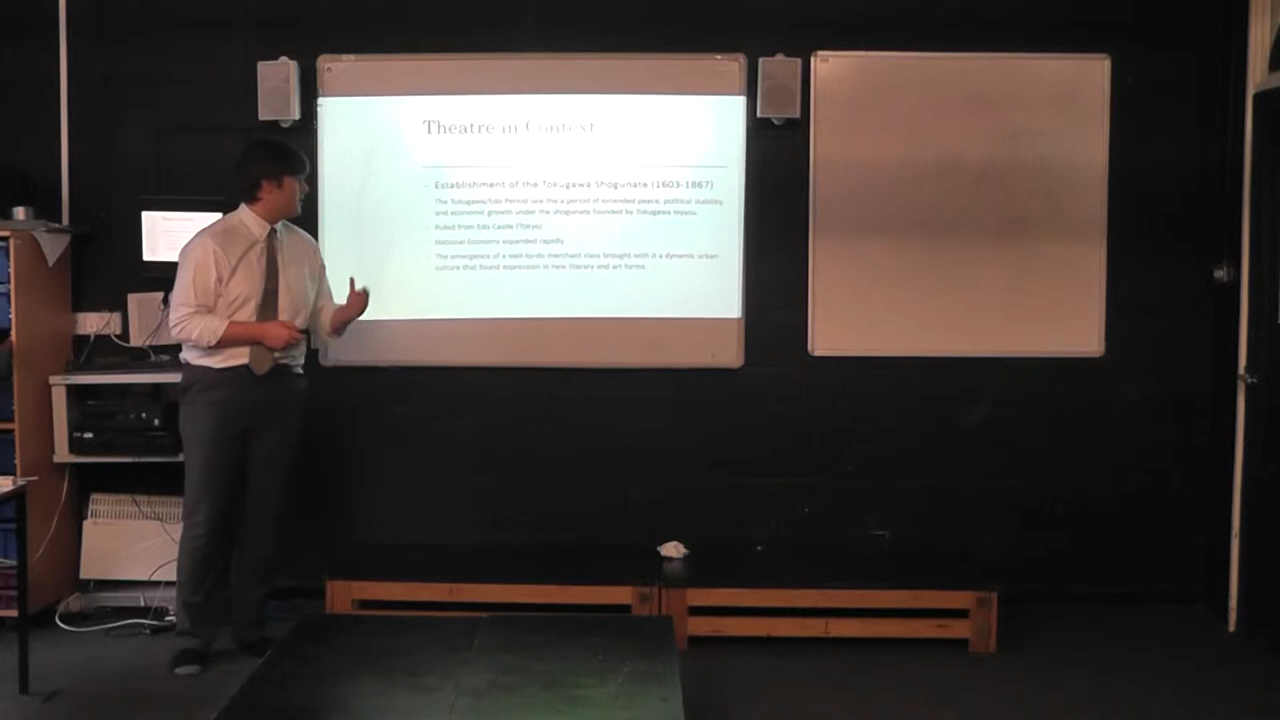 Theatre in Context
- Establishment of the Tokugawa Shogunate (1603-1867)
The Tokugawa/Edo Period saw the a period of extended peace, political stability,
and economic growth under the shogunate founded by Tokugawa Ieyasu.
Ruled from Edo Castle (Tokyo)
National Economy expanded rapidly
The emergence of a well-to-do merchant class brought with it a dynamic urban
culture that found expression in new literary and art forms.